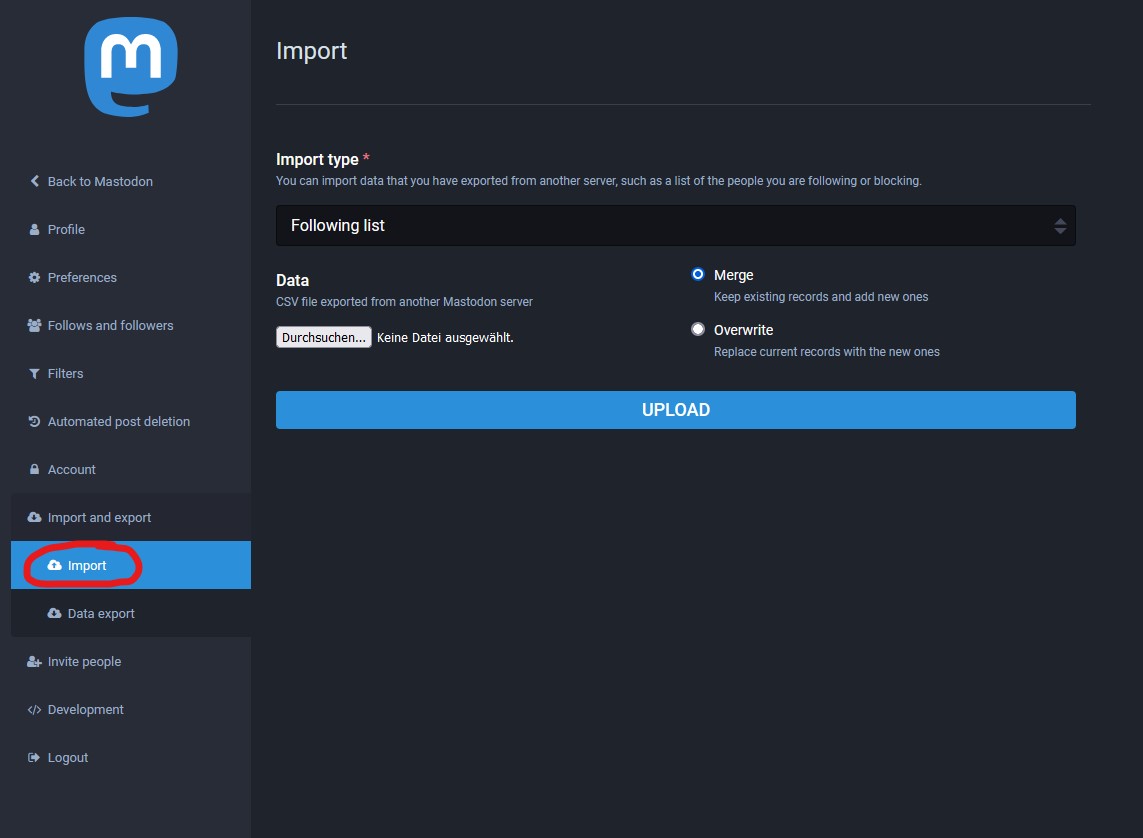 m
Back to Mastodon
Profile
Preferences
Follows and followers
Filters
Automated post deletion
Account
Import and export
Import
Data export
Invite people
Development
Logout
Import
Import type *
You can import data that you have exported from another server, such as a list of the people you are following or blocking.
Following list
Data
CSV file exported from another Mastodon server
Durchsuchen... Keine Datei ausgewählt.
Merge
Keep existing records and add new ones
Overwrite
Replace current records with the new ones
UPLOAD